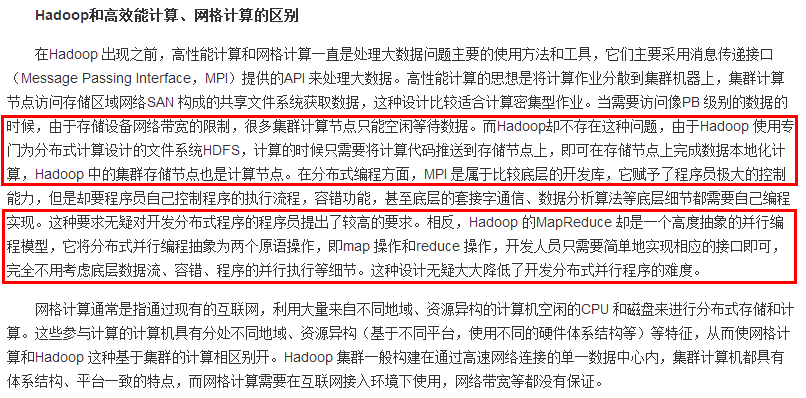 Hadoop和高效能计算、网格计算的区别
在Hadoop 出现之前，高性能计算和网格计算一直是处理大数据问题主要的使用方法和工具，它们主要采用消息传递接口
（Message Passing Interface，MPI）提供的API 来处理大数据。高性能计算的思想是将计算作业分散到集群机器上，集群计算
节点访问存储区域网络SAN 构成的共享文件系统获取数据，这种设计比较适合计算密集型作业。当需要访问像PB 级别的数据的
时候，由于存储设备网络带宽的限制，很多集群计算节点只能空闲等待数据。而Hadoop却不存在这种问题，由于Hadoop 使用专
门为分布式计算设计的文件系统HDFS，计算的时候只需要将计算代码推送到存储节点上，即可在存储节点上完成数据本地化计
算，Hadoop 中的集群存储节点也是计算节点。在分布式编程方面，MPI 是属于比较底层的开发库，它赋予了程序员极大的控制
能力，但是却要程序员自己控制程序的执行流程，容错功能，甚至底层的套接字通信、数据分析算法等底层细节都需要自己编程
实现。这种要求无疑对开发分布式程序的程序员提出了较高的要求。相反，Hadoop 的MapReduce 却是一个高度抽象的并行编
程模型，它将分布式并行编程抽象为两个原语操作，即map 操作和reduce 操作，开发人员只需要简单地实现相应的接口即可，
完全不用考虑底层数据流、容错、程序的并行执行等细节。这种设计无疑大大降低了开发分布式并行程序的难度。
网格计算通常是指通过现有的互联网，利用大量来自不同地域、资源异构的计算机空闲的CPU 和磁盘来进行分布式存储和计
算。这些参与计算的计算机具有分处不同地域、资源异构（基于不同平台，使用不同的硬件体系结构等）等特征，从而使网格计
算和Hadoop 这种基于集群的计算相区别开。Hadoop 集群一般构建在通过高速网络连接的单一数据中心内，集群计算机都具有
体系结构、平台一致的特点，而网格计算需要在互联网接入环境下使用，网络带宽等都没有保证。